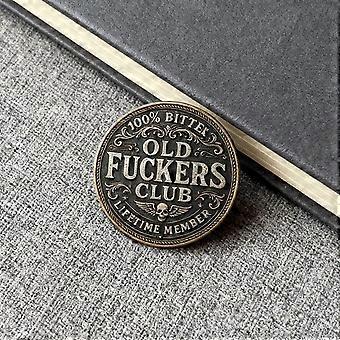 100% BITTER
OLD
FUCKERS
CLUB
LIFETIME MEMBER